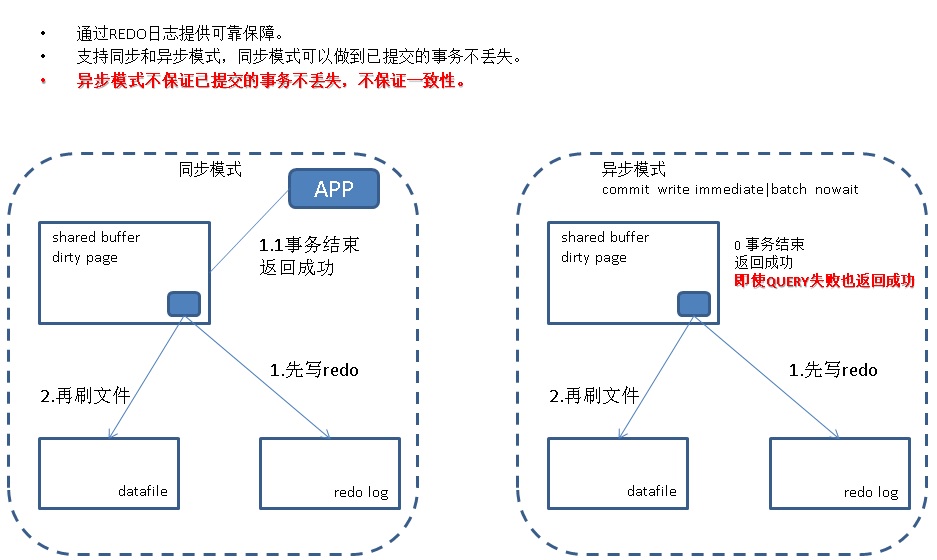 • 通过REDO日志提供可靠保障。
• 支持同步和异步模式，同步模式可以做到已提交的事务不丢失。
• 异步模式不保证已提交的事务不丢失，不保证一致性。
同步模式
APP
shared buffer
dirty page
1.1事务结束
返回成功
1.先写redo
2.再刷文件
datafile
redo log
异步模式
commit write immediate|batch nowait
shared buffer
dirty page
0 事务结束
返回成功
即使QUERY失败也返回成功
1.先写redo
2.再刷文件
datafile
redo log